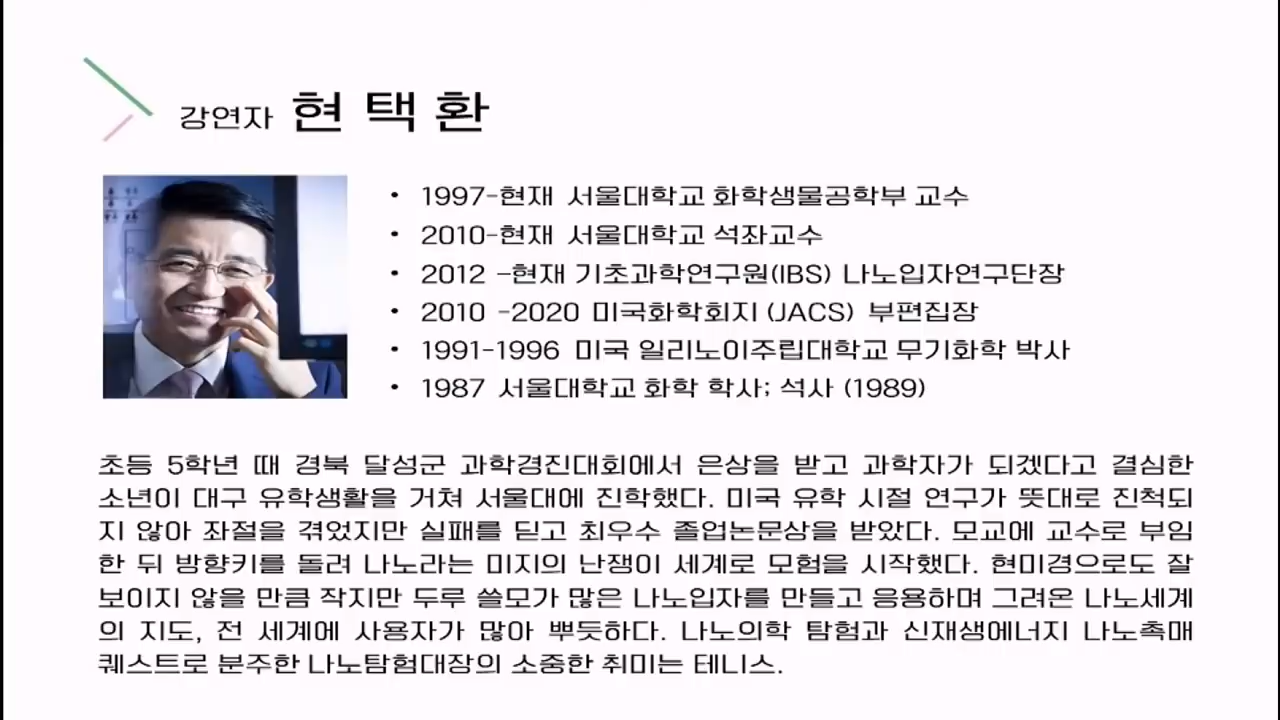 강연자 현택환
• 1997-현재 서울대학교 화학생물공학부 교수
• 2010-현재 서울대학교 석좌교수
• 2012 –현재 기초과학연구원(IBS) 나노입자연구단장
• 2010 -2020 미국화학회지 (JACS) 부편집장
• 1991-1996 미국 일리노이주립대학교 무기화학 박사
• 1987 서울대학교 화학 학사; 석사 (1989)
초등 5학년 때 경북 달성군 과학경진대회에서 은상을 받고 과학자가 되겠다고 결심한
소년이 대구 유학생활을 거쳐 서울대에 진학했다. 미국 유학 시절 연구가 뜻대로 진척되
지 않아 좌절을 겪었지만 실패를 딛고 최우수 졸업논문상을 받았다. 모교에 교수로 부임
한 뒤 방향키를 돌려 나노라는 미지의 난쟁이 세계로 모험을 시작했다. 현미경으로도 잘
보이지 않을 만큼 작지만 두루 쓸모가 많은 나노입자를 만들고 응용하며 그려온 나노세계
의 지도, 전 세계에 사용자가 많아 뿌듯하다. 나노의학 탐험과 신재생에너지 나노촉매
퀘스트로 분주한 나노탐험대장의 소중한 취미는 테니스.